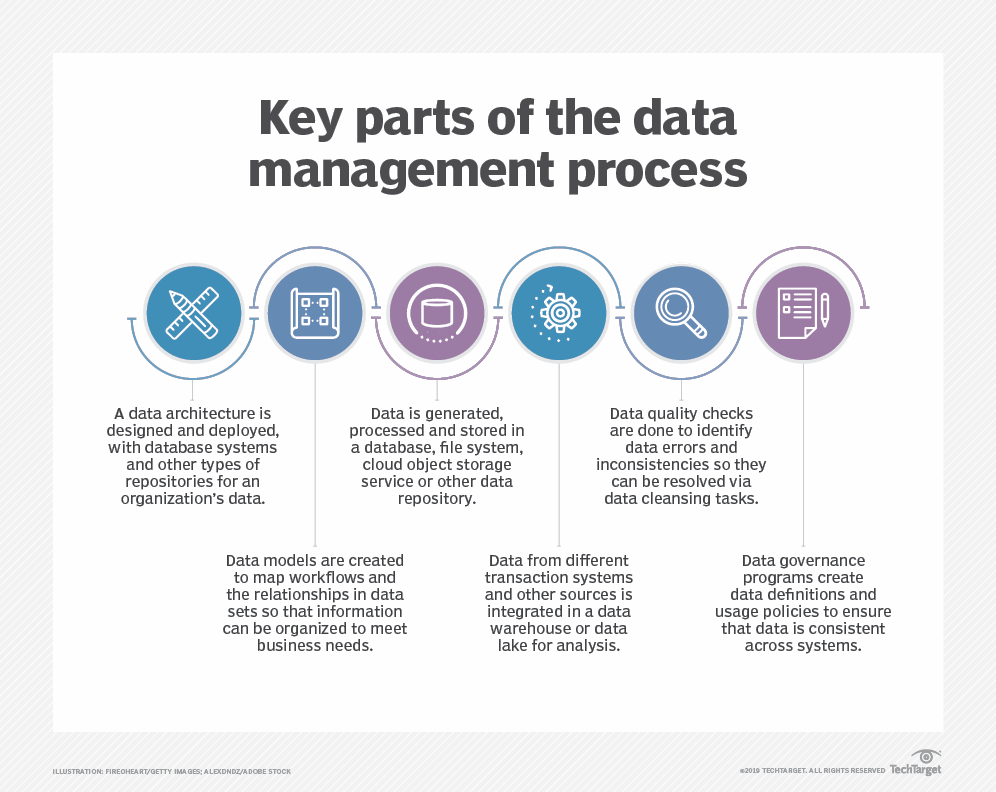 Key parts of the data
management process
A data architecture is
designed and deployed,
with database systems
and other types of
repositories for an
organization's data.
Data models are created
to map workflows and
the relationships in data
sets so that information
can be organized to meet
business needs.
Data is generated,
processed and stored in
a database, file system,
cloud object storage
service or other data
repository.
Data from different
transaction systems
and other sources is
integrated in a data
warehouse or data
lake for analysis.
Data quality checks
are done to identify
data errors and
inconsistencies so they
can be resolved via
data cleansing tasks.
Data governance
programs create
data definitions and
usage policies to ensure
that data is consistent
across systems.
ILLUSTRATION: FIREOHEART/GETTY IMAGES; ALEXDNDZ/ADOBE STOCK
©2019 TECHTARGET. ALL RIGHTS RESERVED
TechTarget